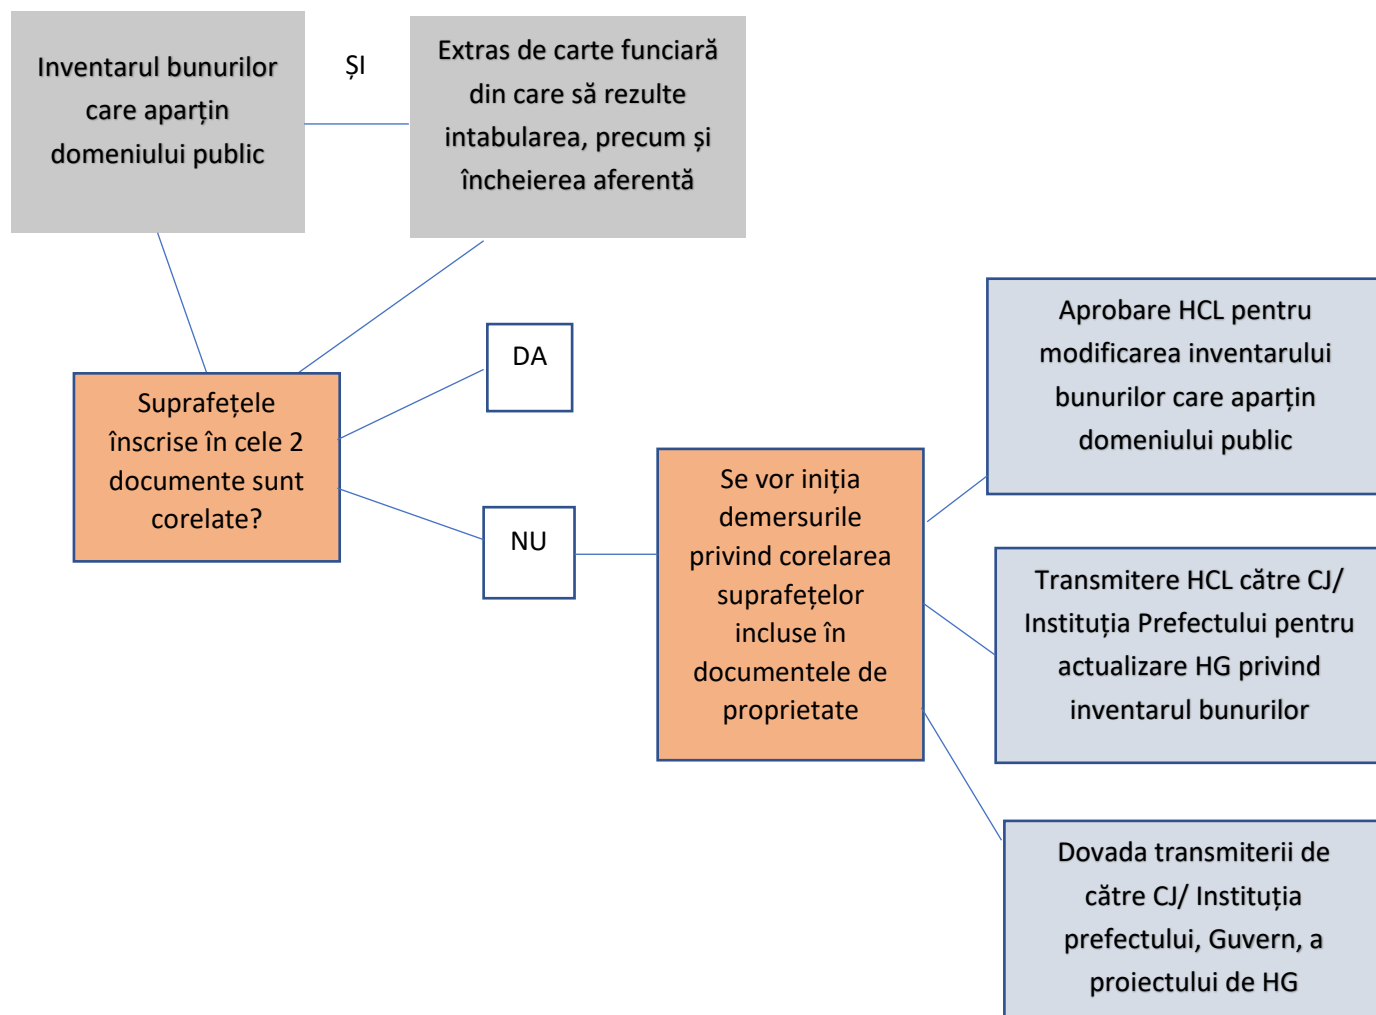 Inventarul bunurilor
care aparțin
domeniului public
ȘI
Extras de carte funciară
din care să rezulte
intabularea, precum și
încheierea aferentă
Suprafețele
înscrise în cele 2
documente sunt
corelate?
DA
NU
Se vor iniția
demersurile
privind corelarea
suprafețelor
incluse în
documentele de
proprietate
Aprobare HCL pentru
modificarea inventarului
bunurilor care aparțin
domeniului public
Transmitere HCL către CJ/
Instituția Prefectului pentru
actualizare HG privind
inventarul bunurilor
Dovada transmiterii de
către CJ/ Instituția
prefectului, Guvern, a
proiectului de HG